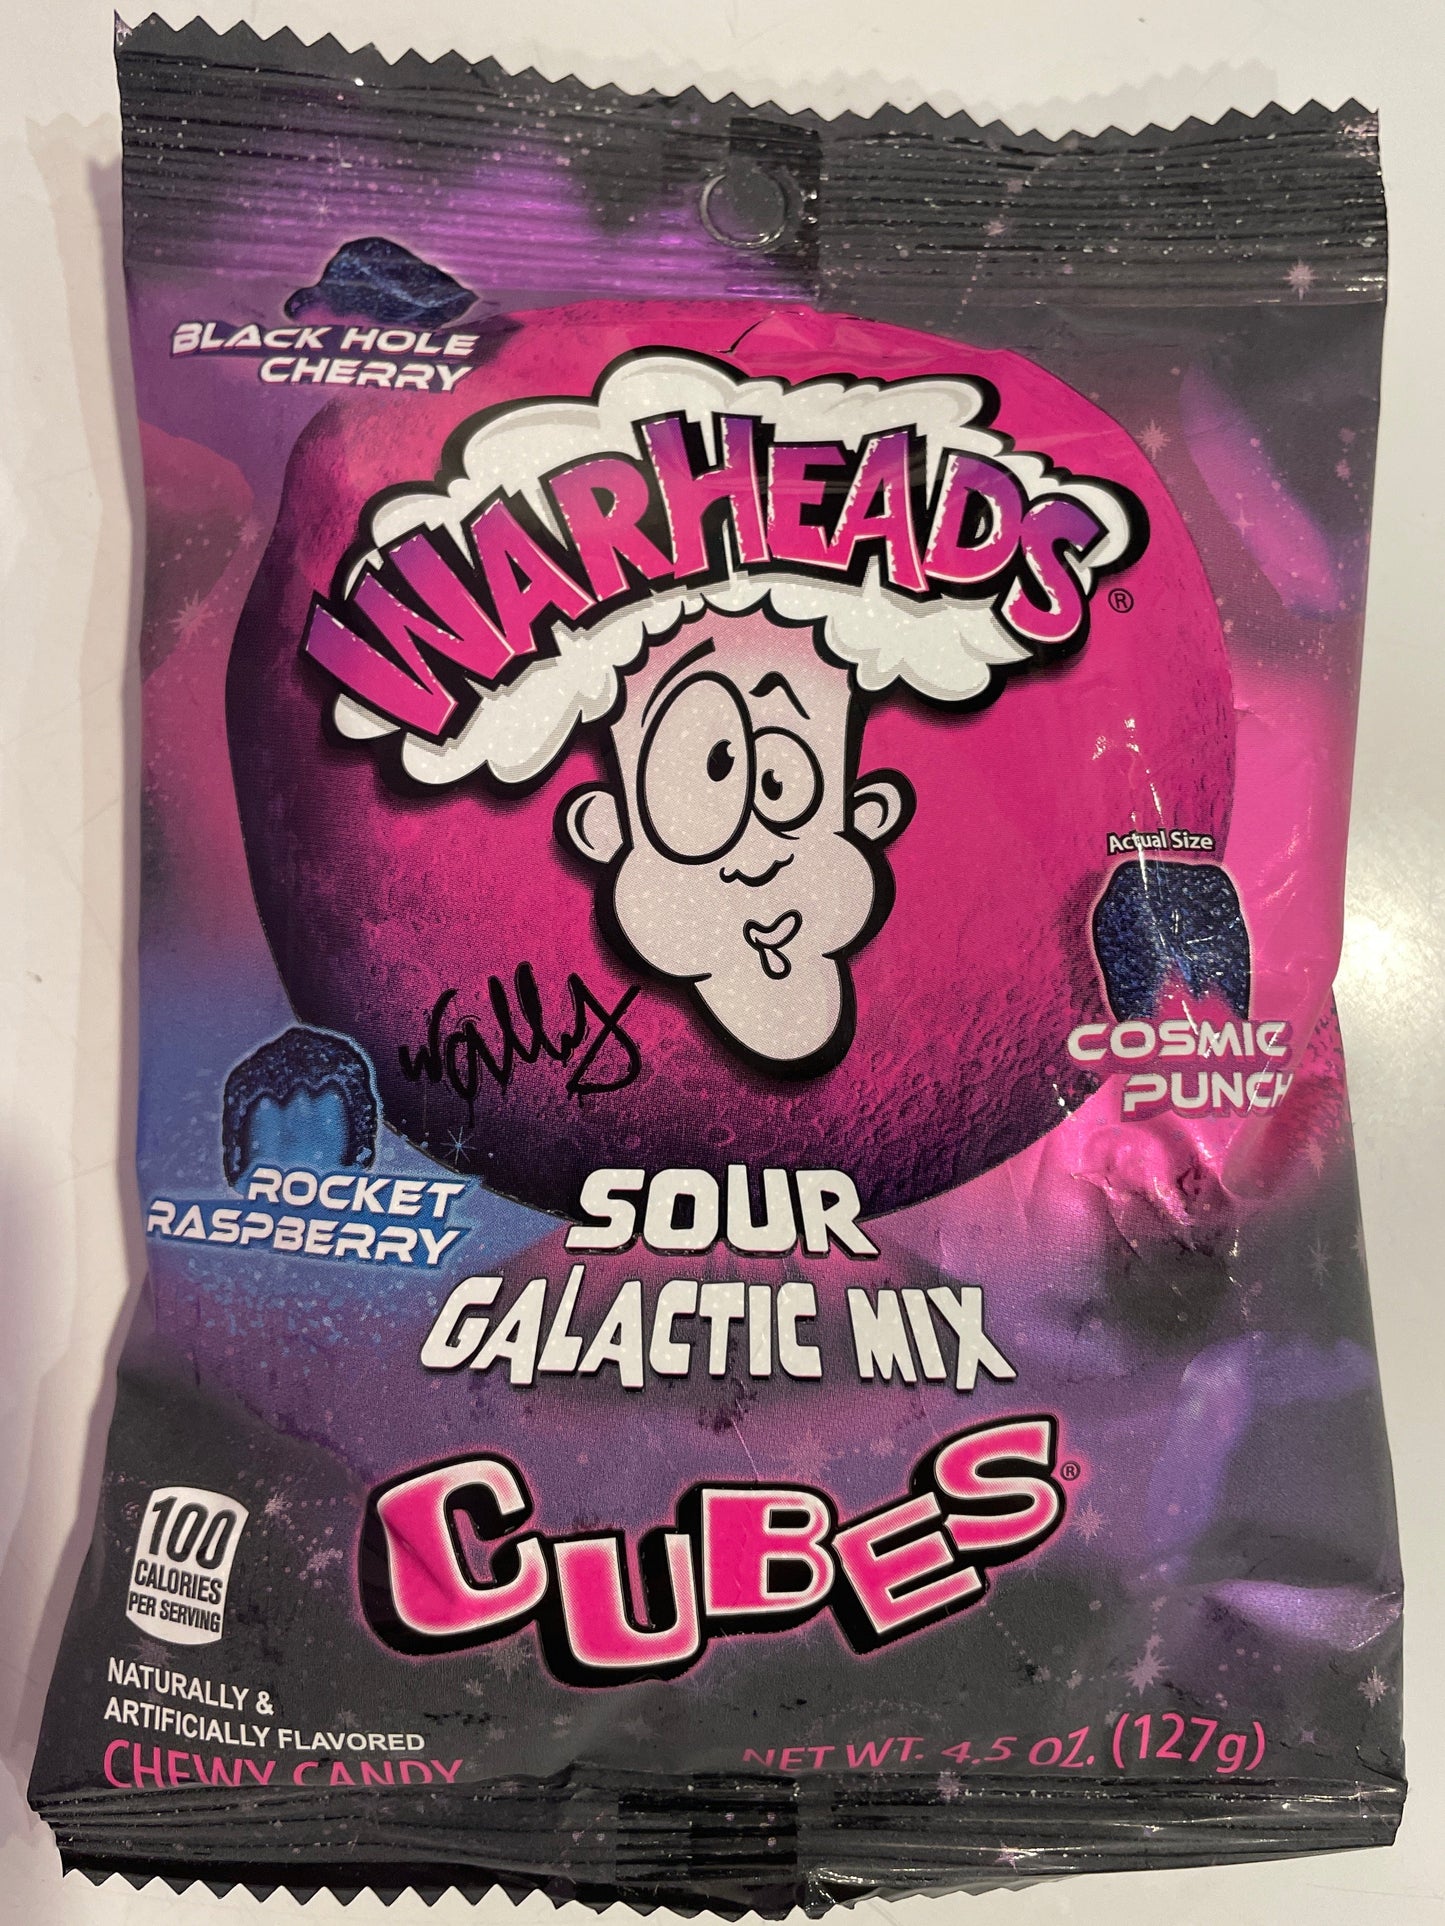 BLACK HOLE
CHERRY
WARHEADS®
Actual Size
COSMIC
PUNCH
Wally
ROCKET
RASPBERRY
SOUR
GALACTIC MIX
CUBES®
100
CALORIES
PER SERVING
NATURALLY &
ARTIFICIALLY FLAVORED
CHEWY CANDY
NET WT. 4.5 OZ. (127g)